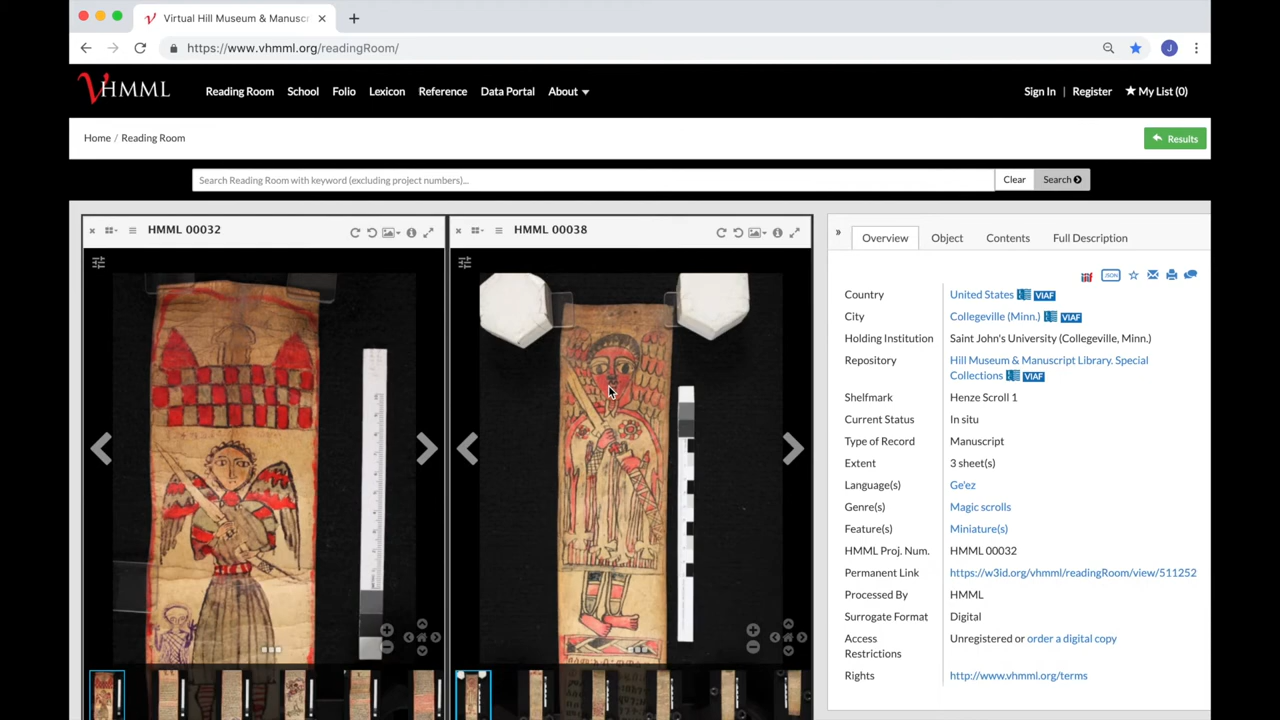 Virtual Hill Museum & Manuscr
https://www.vhmml.org/readingRoom/
J
VHMML
Reading Room School Folio Lexicon Reference Data Portal About
Sign In Register My List (0)
Home / Reading Room
Results
Search Reading Room with keyword (excluding project numbers)...
Clear Search
HMML 00032
HMML 00038
Overview Object Contents Full Description
iiif JSON
Country United States VIAF
City Collegeville (Minn.) VIAF
Holding Institution Saint John's University (Collegeville, Minn.)
Repository Hill Museum & Manuscript Library. Special
Collections VIAF
Shelfmark Henze Scroll 1
Current Status In situ
Type of Record Manuscript
Extent 3 sheet(s)
Language(s) Ge'ez
Genre(s) Magic scrolls
Feature(s) Miniature(s)
HMML Proj. Num. HMML 00032
Permanent Link https://w3id.org/vhmml/readingRoom/view/511252
Processed By HMML
Surrogate Format Digital
Access Unregistered or order a digital copy
Restrictions
Rights http://www.vhmml.org/terms